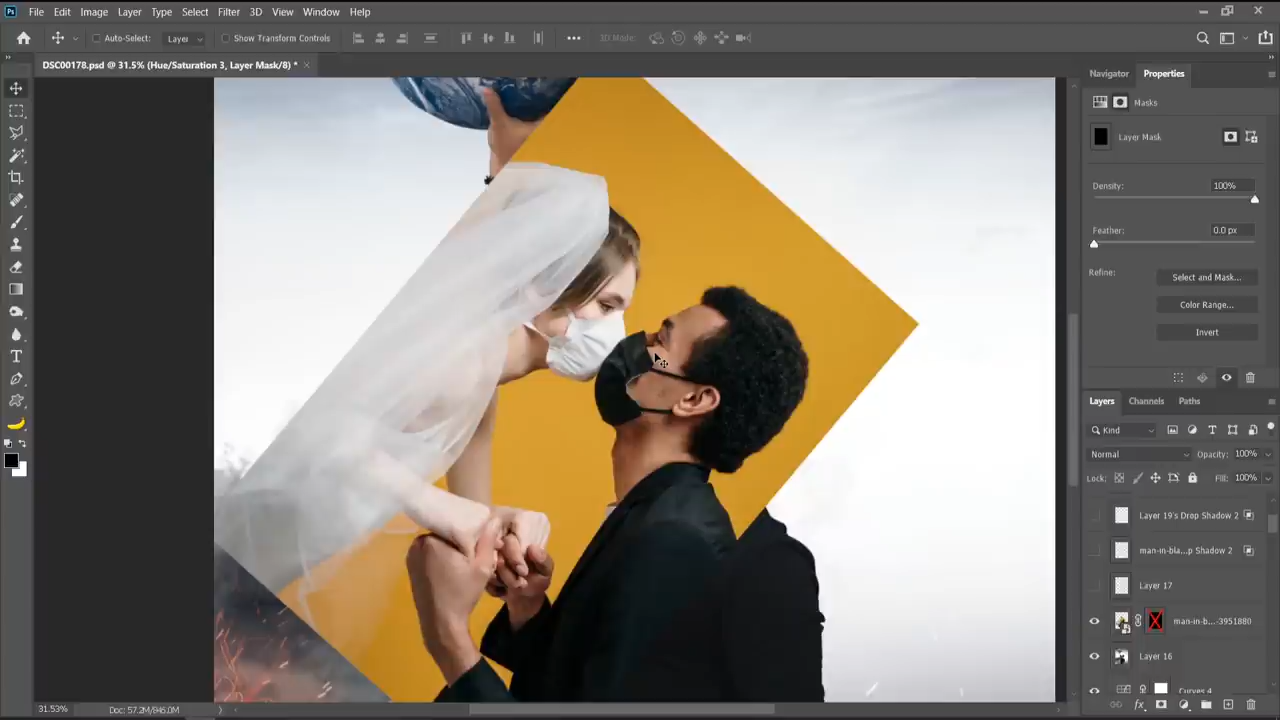 Ps File Edit Image Layer Type Select Filter 3D View Window Help
Auto-Select: Layer Show Transform Controls 3D Mode:
DSC00178.psd @ 31.5% (Hue/Saturation 3, Layer Mask/8) *
Navigator Properties
Masks
Layer Mask
Density: 100%
Feather: 0.0 px
Refine: Select and Mask...
Color Range...
Invert
Layers Channels Paths
Kind
Normal Opacity: 100%
Lock: Fill: 100%
Layer 19's Drop Shadow 2
man-in-bla...p Shadow 2
Layer 17
man-in-b...-3951880
Layer 16
Curves 4
31.53% Doc: 57.2M/946.0M